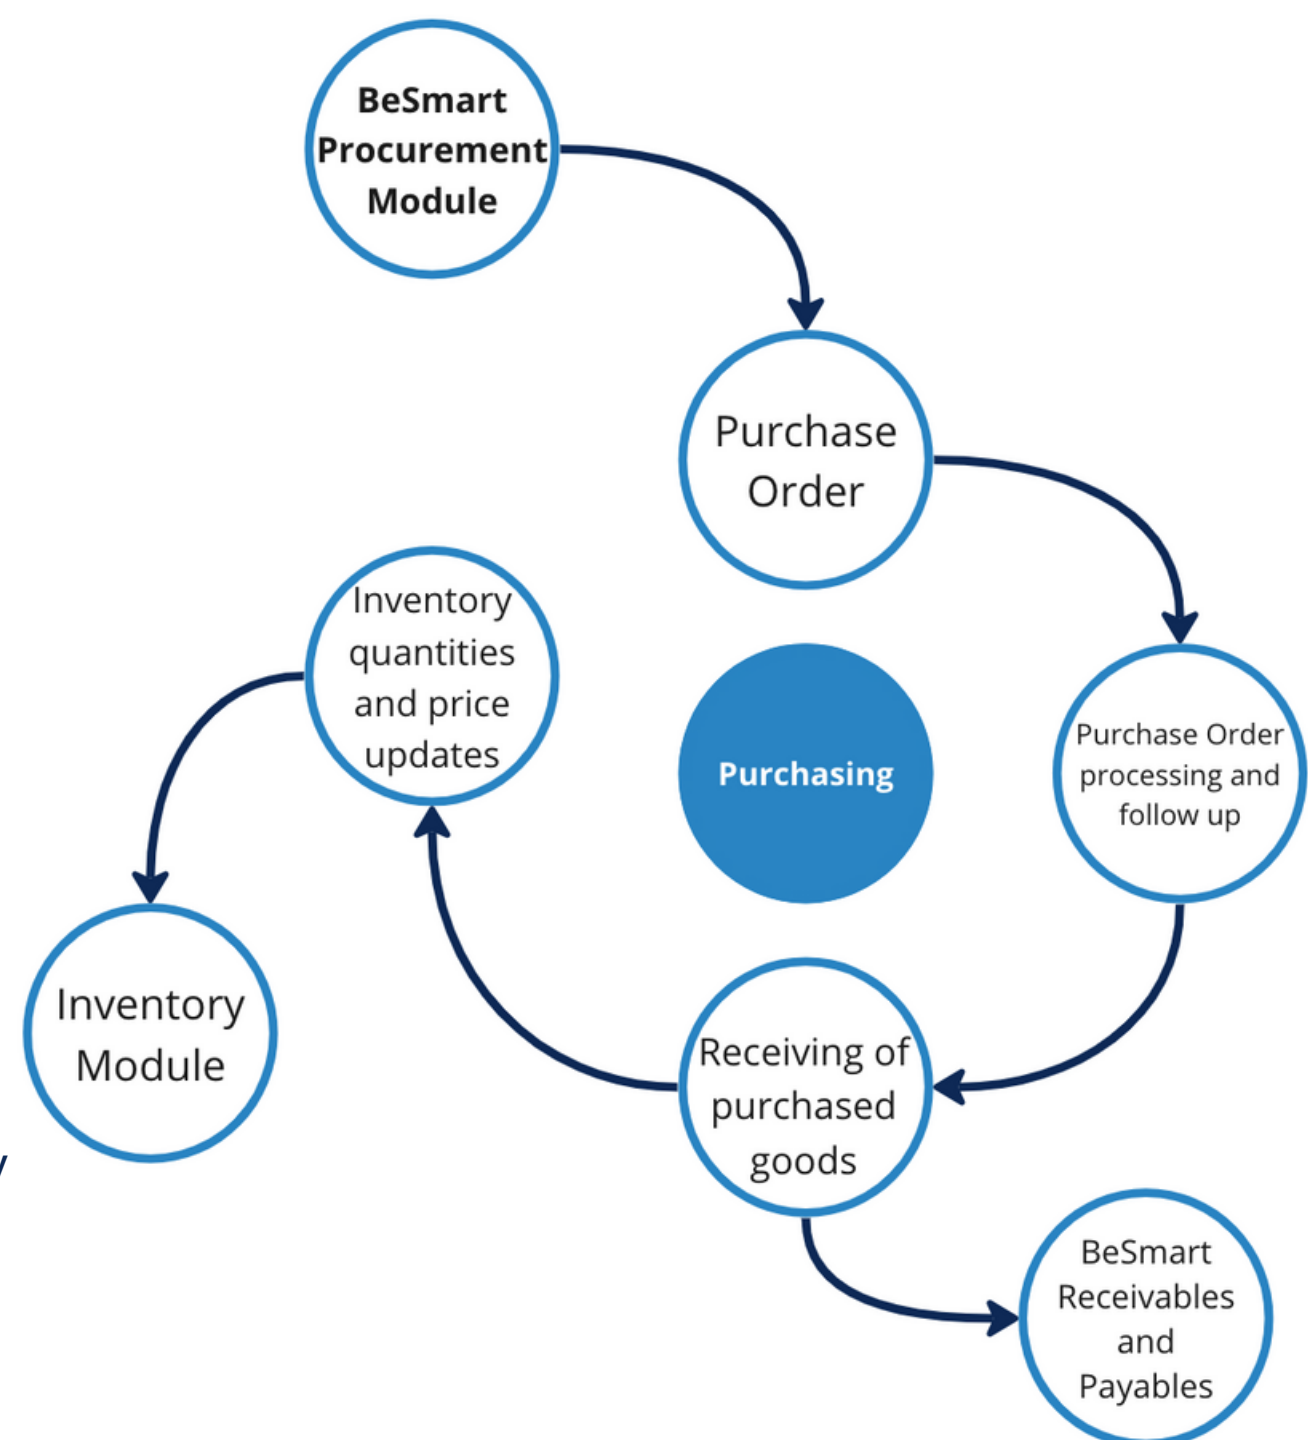 BeSmart
Procurement
Module
Purchase
Order
Purchase Order
processing and
follow up
Purchasing
Inventory
quantities
and price
updates
Inventory
Module
Receiving of
purchased
goods
BeSmart
Receivables
and
Payables